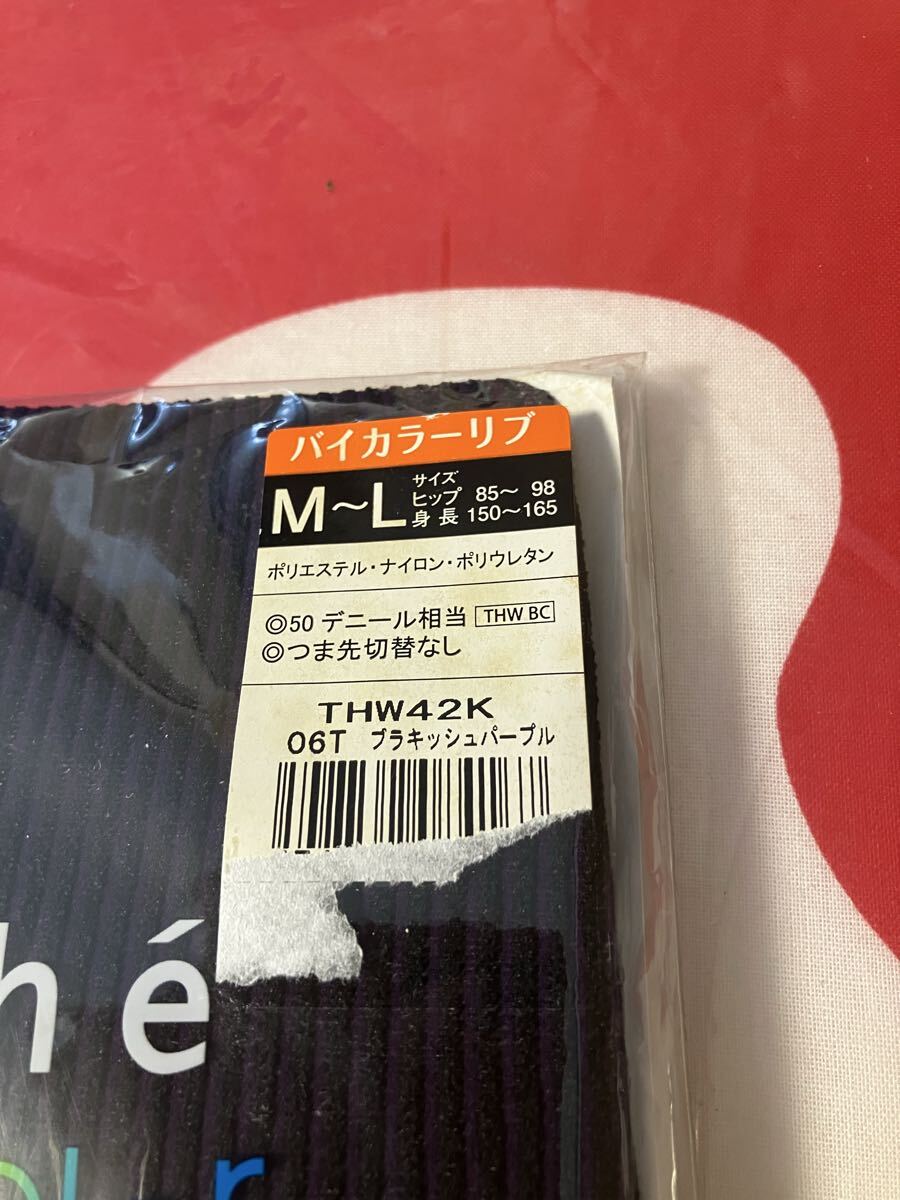 バイカラーリブ
M～L
サイズ
ヒップ 85～ 98
身長 150～165
ポリエステル・ナイロン・ポリウレタン
◎50 デニール相当 THW BC
◎つま先切替なし
THW42K
06T ブラキッシュパープル
hé
r